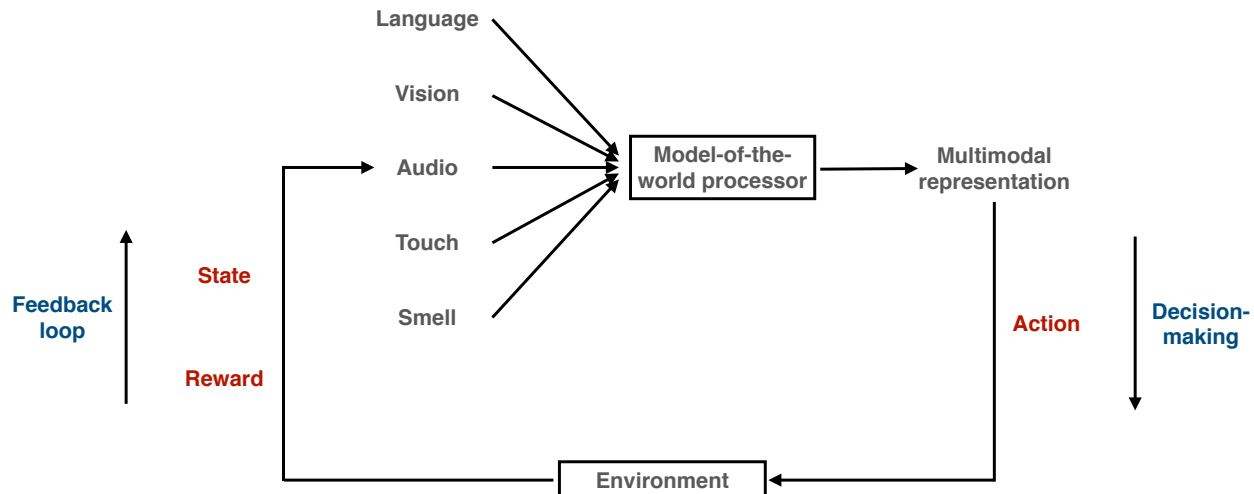 Language
Vision
Audio
Touch
Smell
Model-of-the-
world processor
Multimodal
representation
State
Reward
Feedback
loop
Action
Decision-
making
Environment